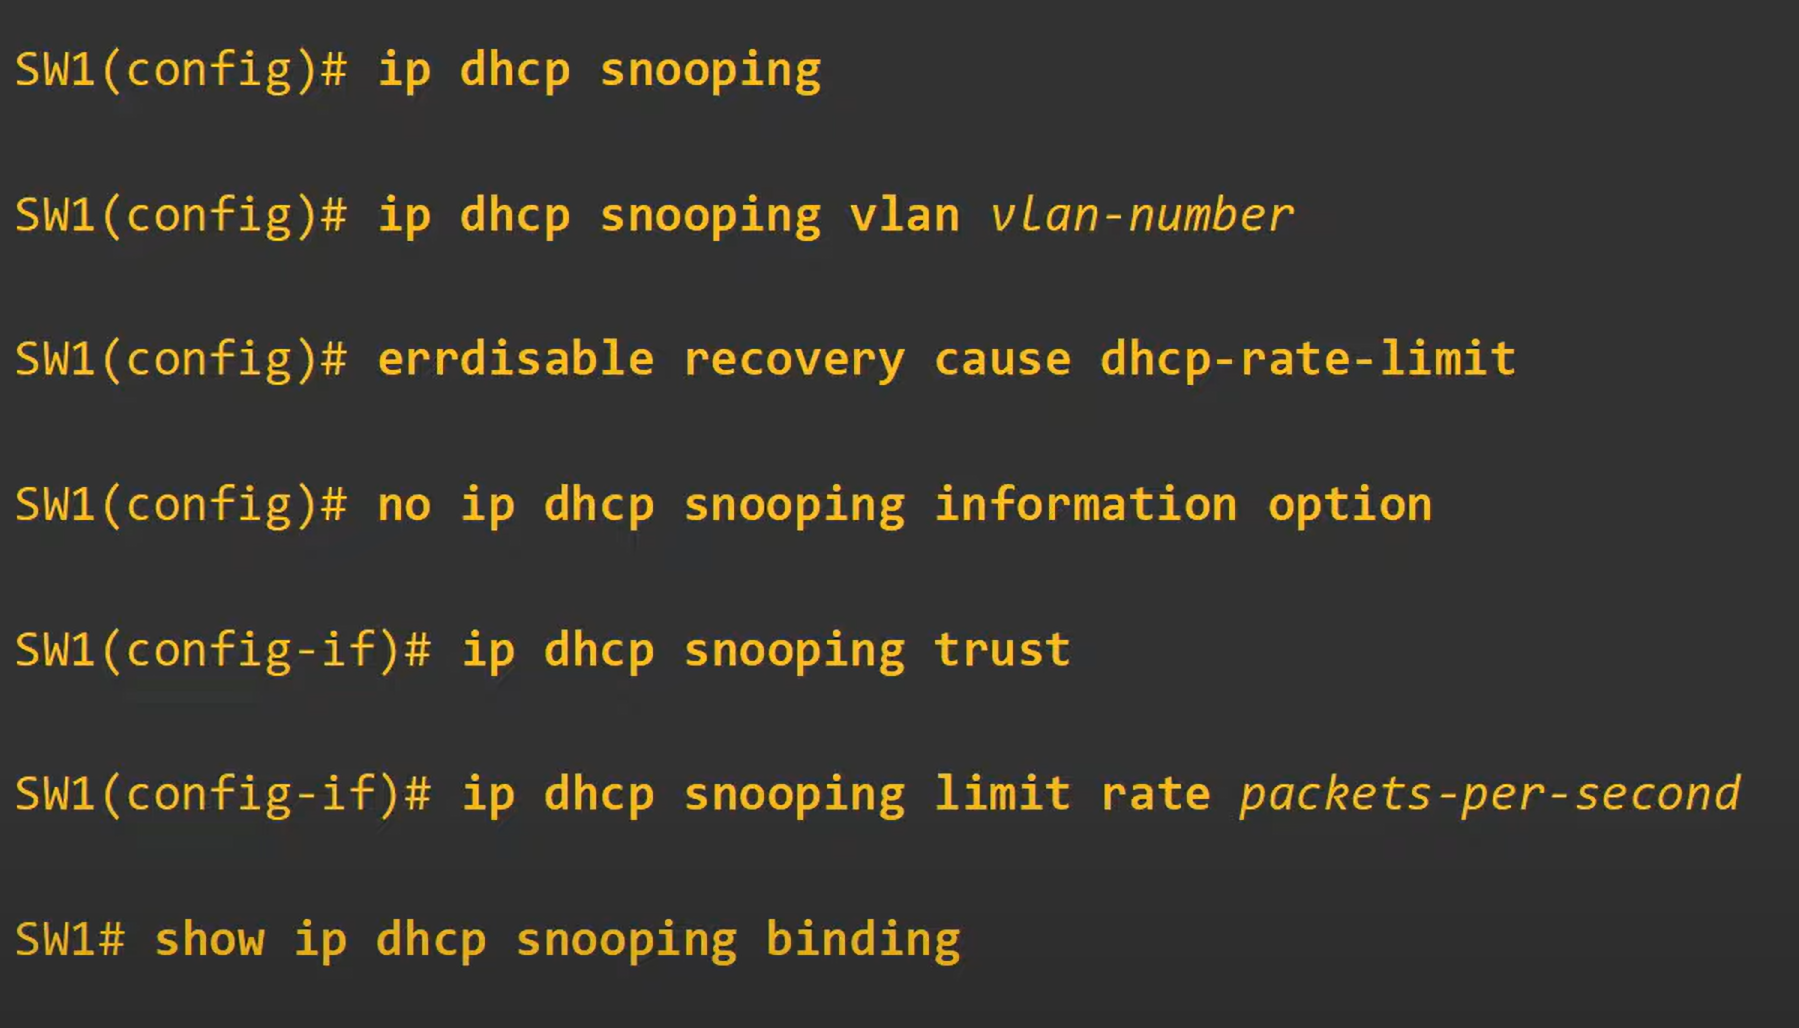 SW1(config)# ip dhcp snooping
SW1(config)# ip dhcp snooping vlan vlan-number
SW1(config)# errdisable recovery cause dhcp-rate-limit
SW1(config)# no ip dhcp snooping information option
SW1(config-if)# ip dhcp snooping trust
SW1(config-if)# ip dhcp snooping limit rate packets-per-second
SW1# show ip dhcp snooping binding